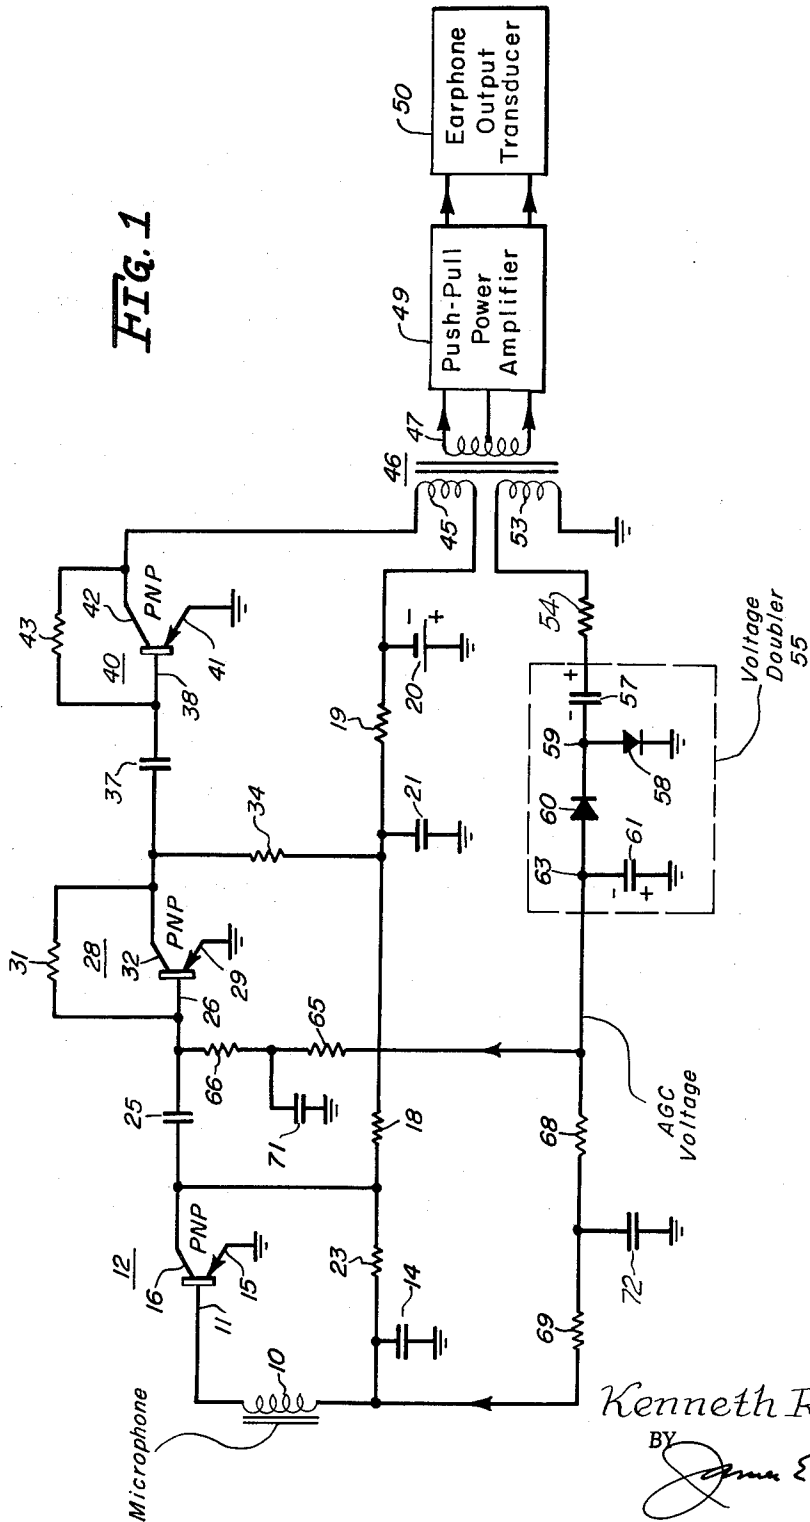 FIG. 1
Microphone
10
11
12
PNP
16
15
14
23
18
25
66
65
71
26
28
31
32
PNP
29
34
37
38
40
43
42
PNP
41
19
20
-
+
21
45
46
47
53
54
Push-Pull
Power
Amplifier
49
Earphone
Output
Transducer
50
Voltage
Doubler
55
+
-
57
58
59
60
61
-
+
63
AGC
Voltage
68
69
72
Kenneth
BY